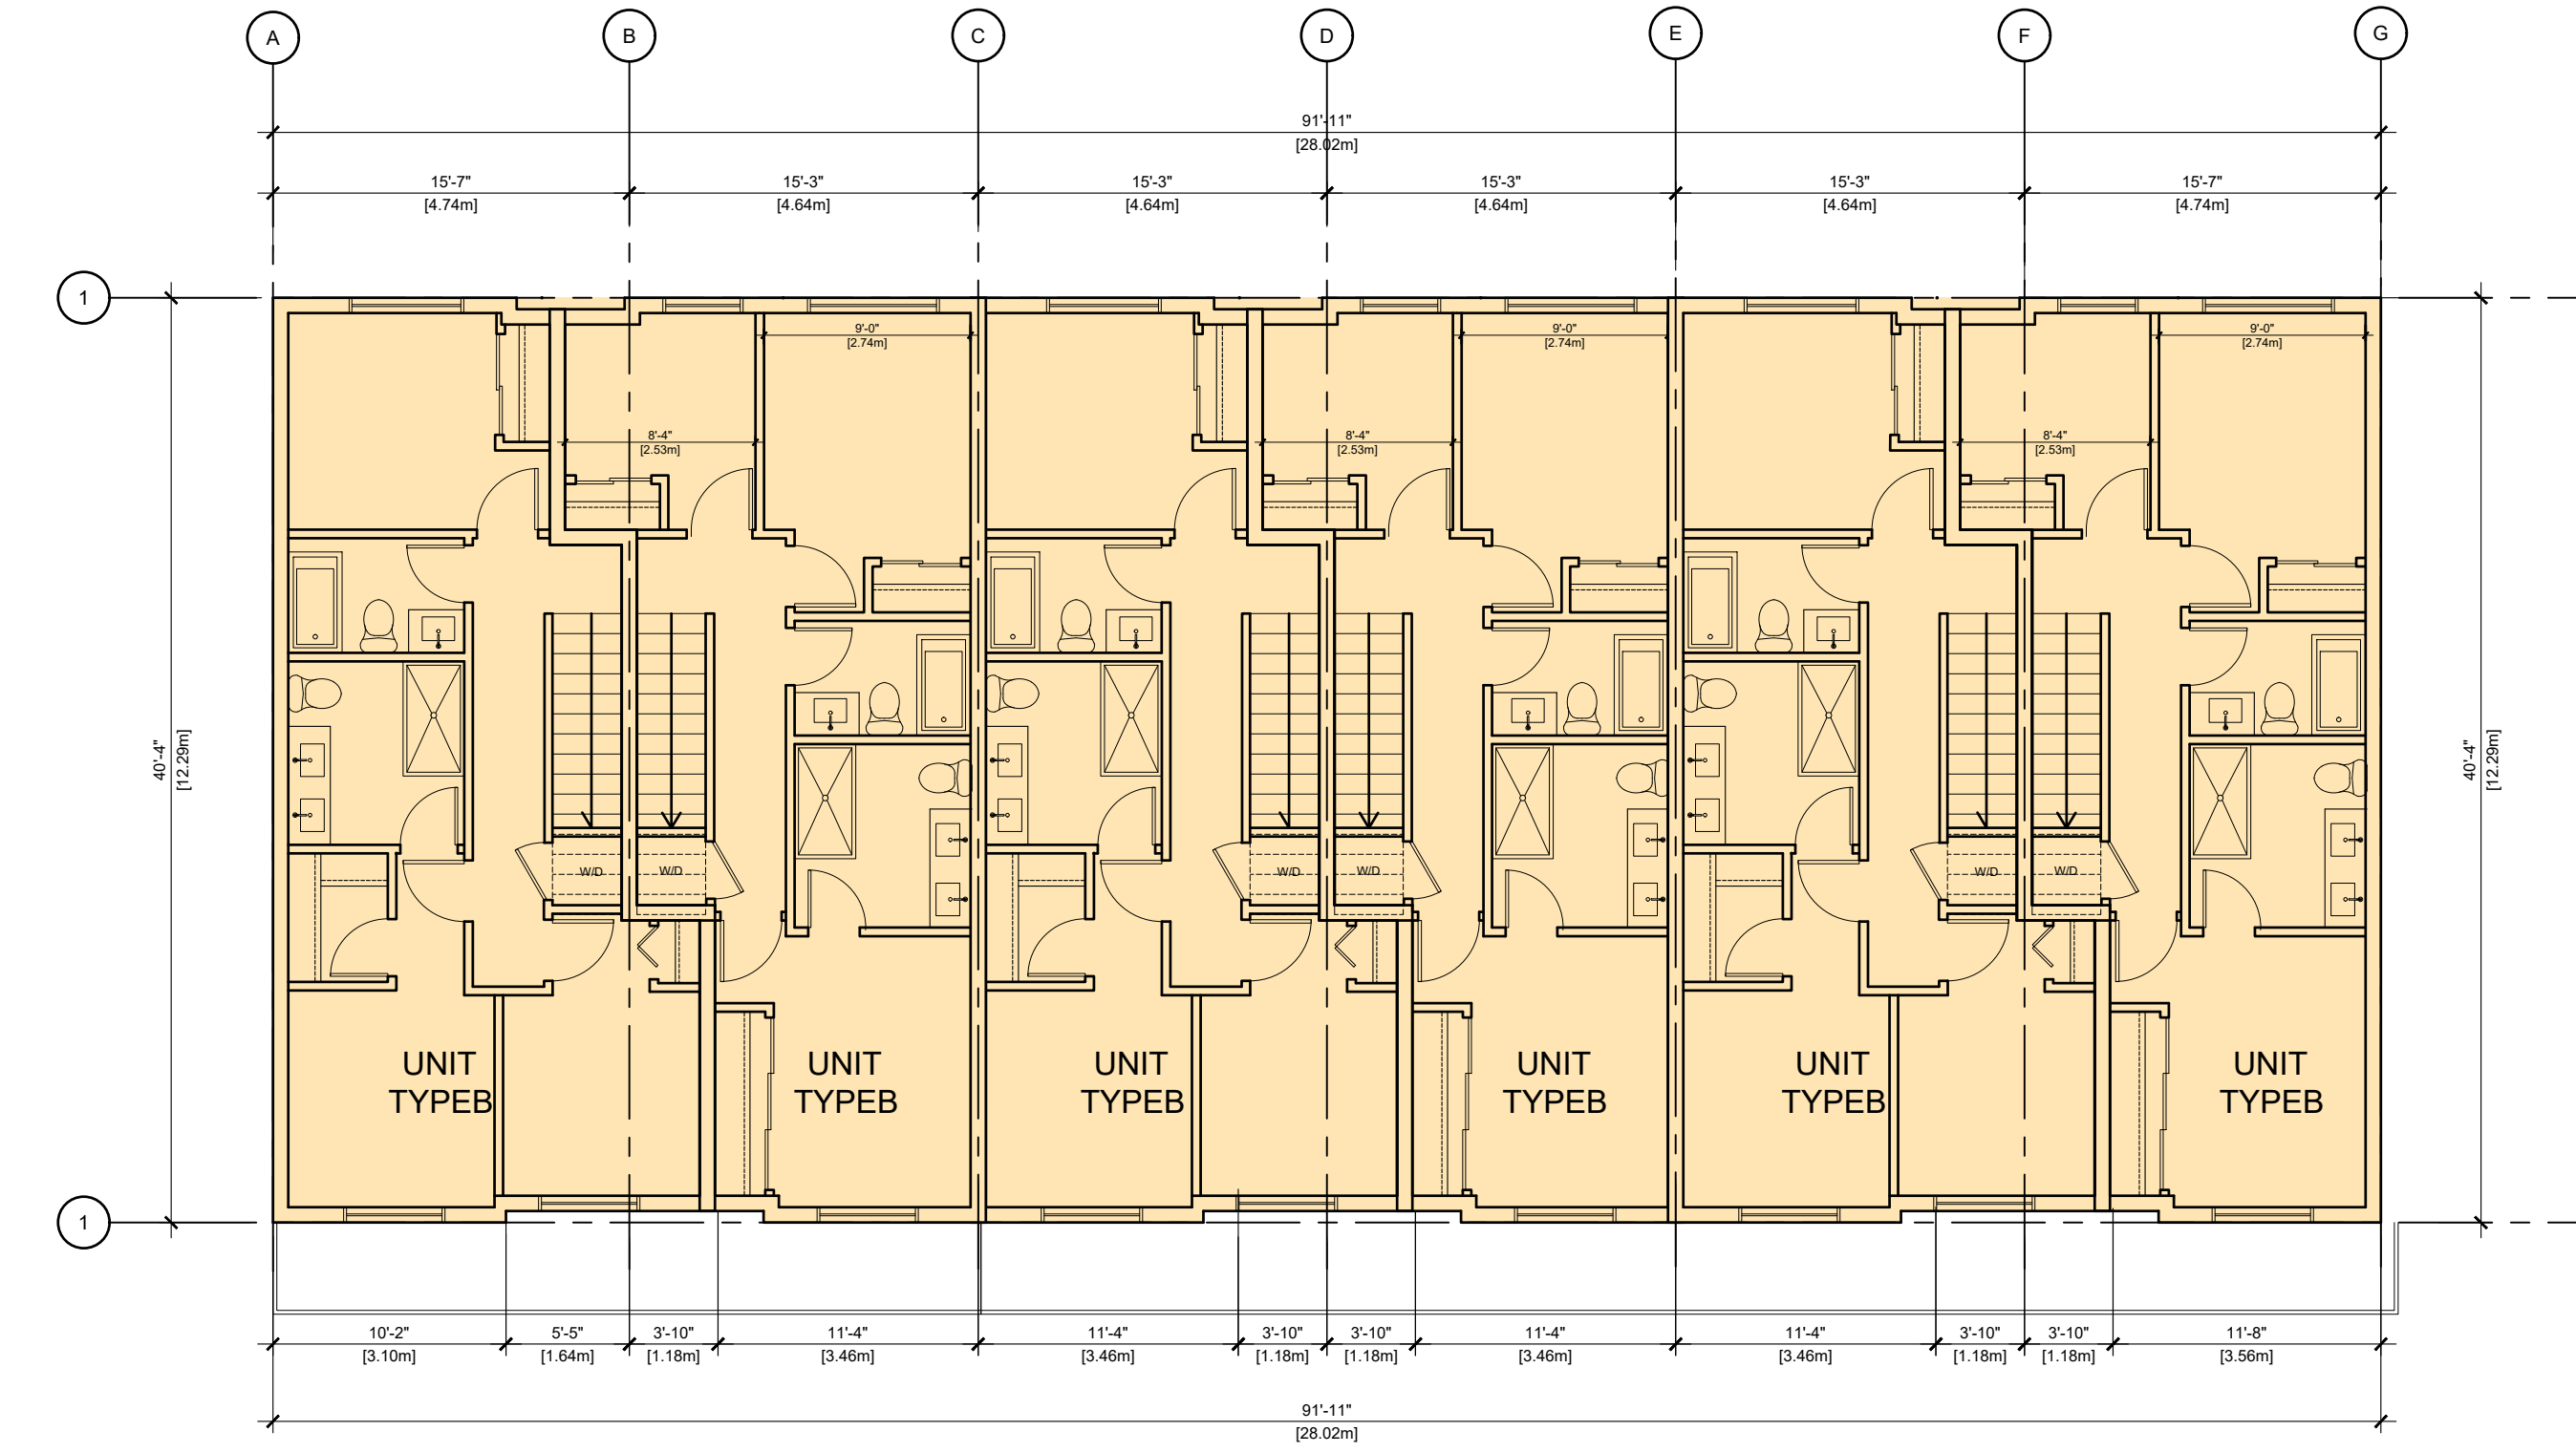 A B C D E F G
91'-11"
[28.02m]
15'-7" 15'-3" 15'-3" 15'-3" 15'-3" 15'-7"
[4.74m] [4.64m] [4.64m] [4.64m] [4.64m] [4.74m]
1
9'-0" 9'-0" 9'-0"
[2.74m] [2.74m] [2.74m]
8'-4" 8'-4" 8'-4"
[2.53m] [2.53m] [2.53m]
40'-4"
[12.29m]
40'-4"
[12.29m]
W/D W/D W/D W/D W/D W/D
UNIT UNIT UNIT UNIT UNIT UNIT
TYPEB TYPEB TYPEB TYPEB TYPEB TYPEB
1
10'-2" 5'-5" 3'-10" 11'-4" 11'-4" 3'-10" 3'-10" 11'-4" 11'-4" 3'-10" 3'-10" 11'-8"
[3.10m] [1.64m] [1.18m] [3.46m] [3.46m] [1.18m] [1.18m] [3.46m] [3.46m] [1.18m] [1.18m] [3.56m]
91'-11"
[28.02m]